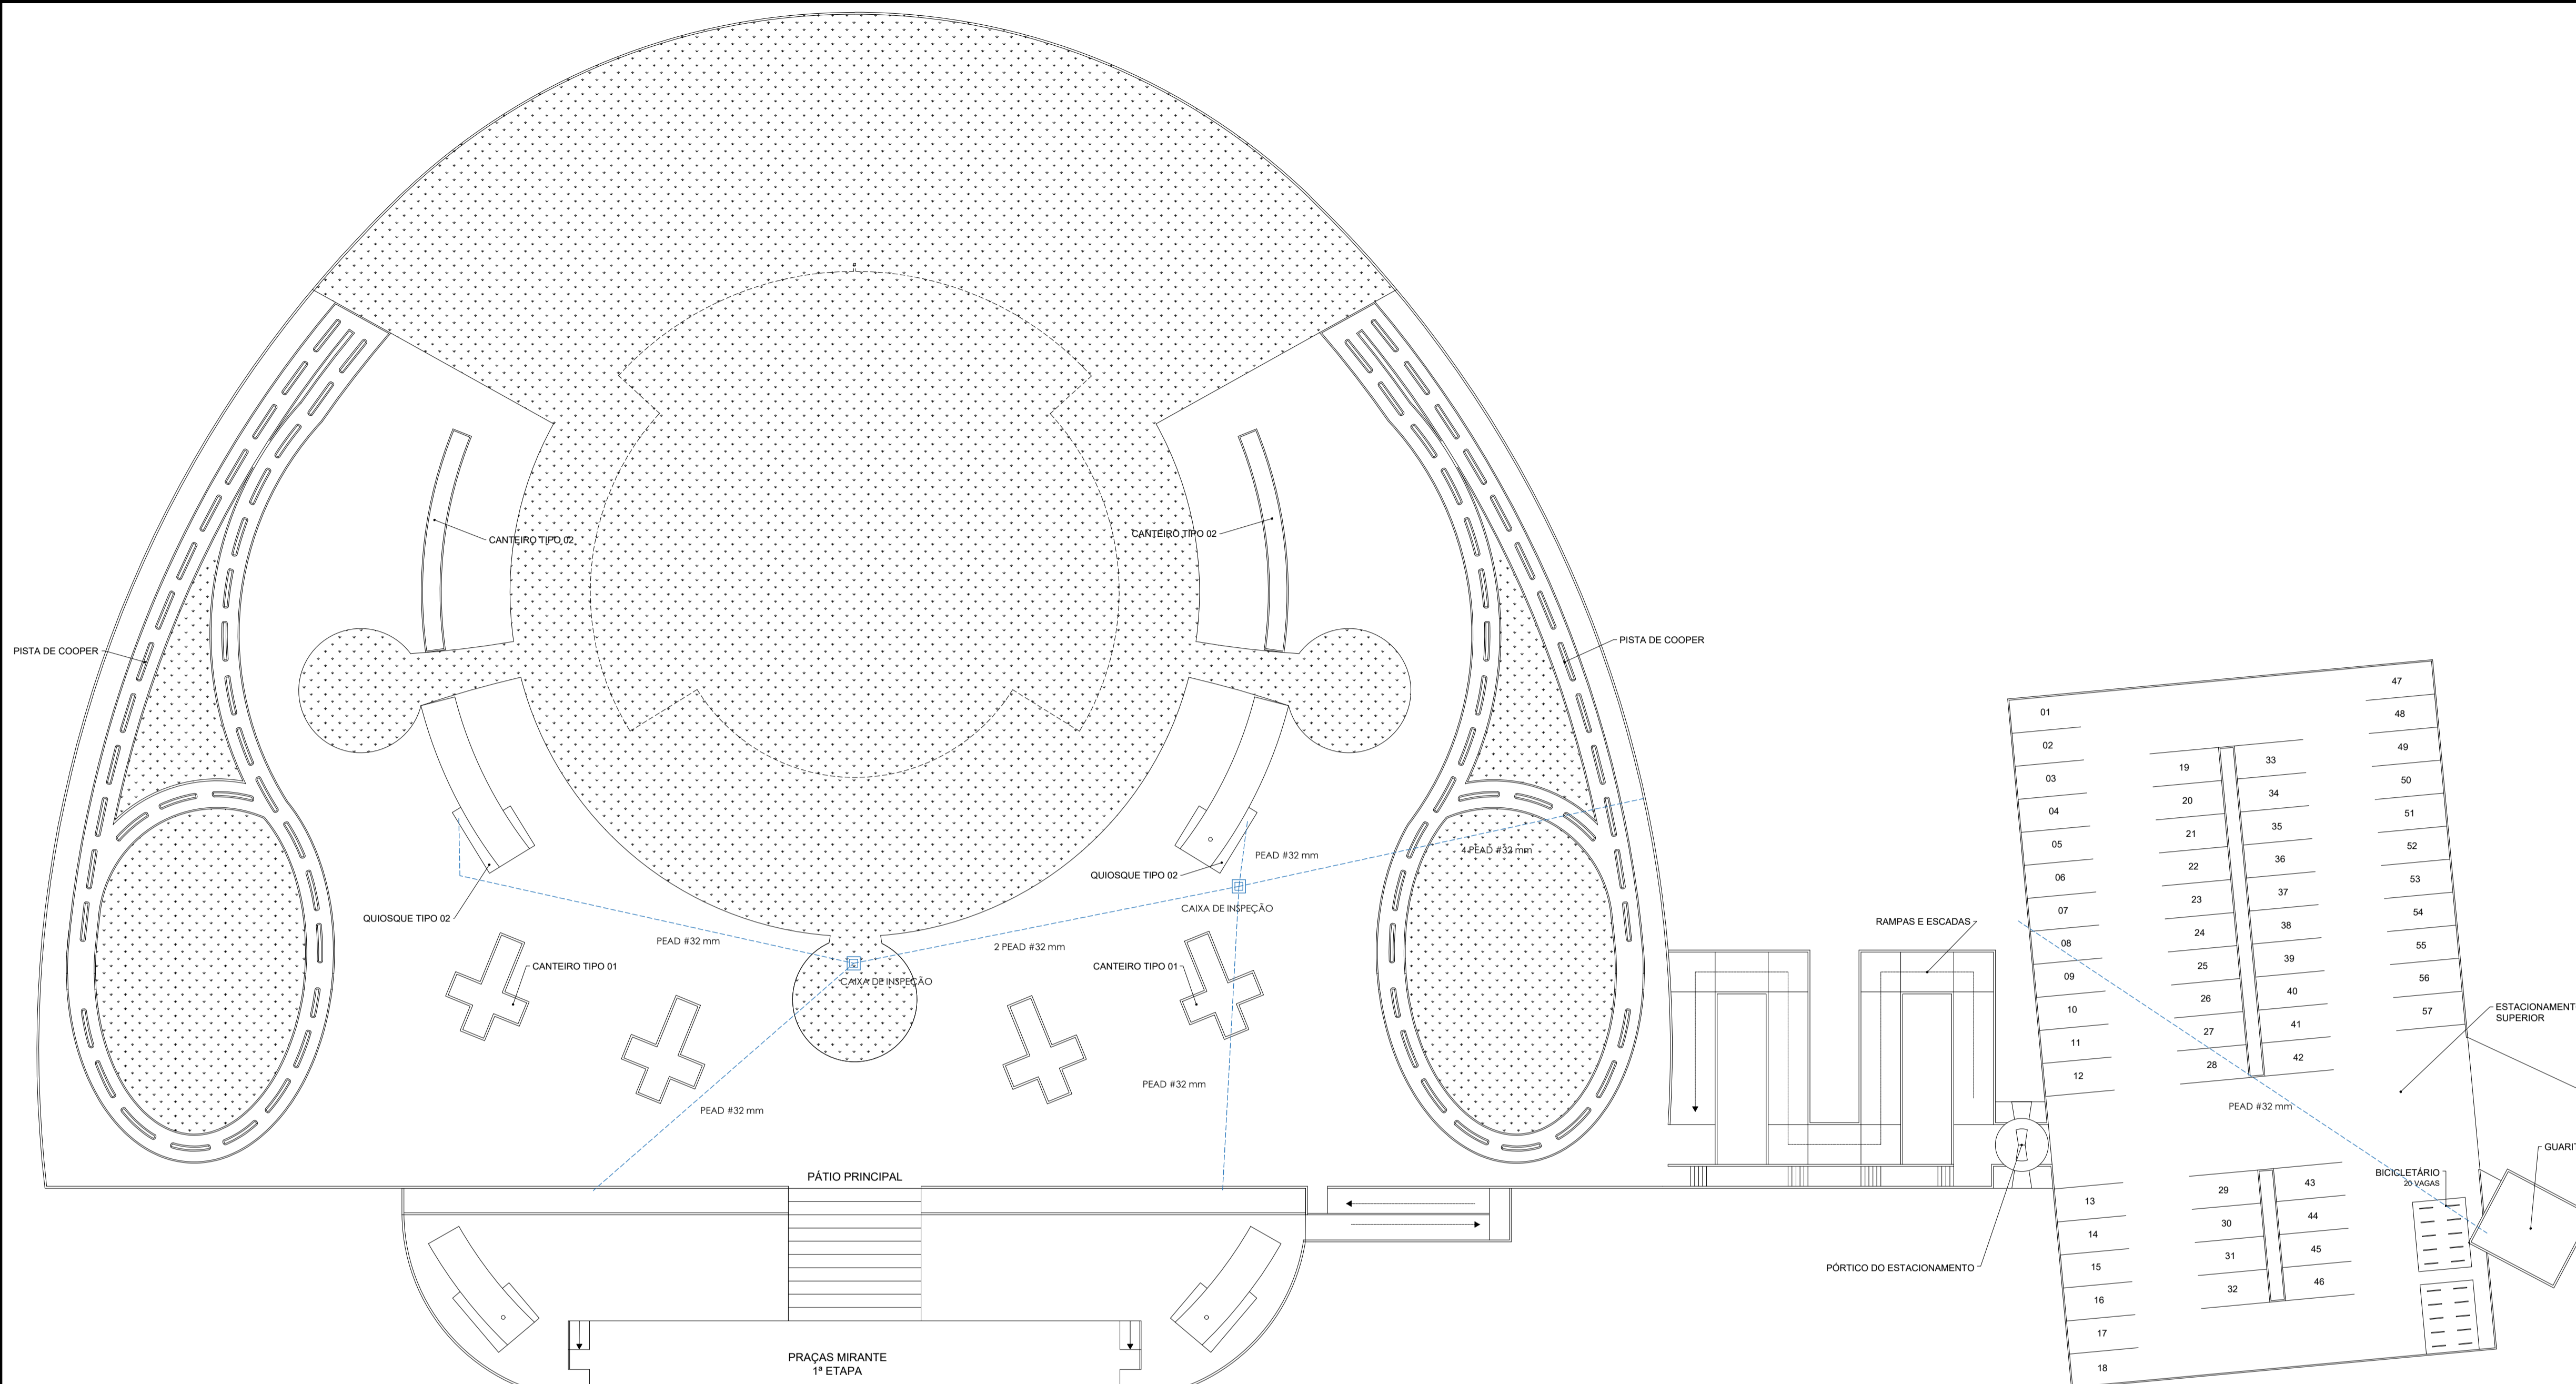 CANTEIRO TIPO 02
CANTEIRO TIPO 02
PISTA DE COOPER
PISTA DE COOPER
QUIOSQUE TIPO 02
QUIOSQUE TIPO 02
PEAD #32 mm
4 PEAD #32 mm
CAIXA DE INSPEÇÃO
PEAD #32 mm
2 PEAD #32 mm
CANTEIRO TIPO 01
CANTEIRO TIPO 01
CAIXA DE INSPEÇÃO
PEAD #32 mm
PEAD #32 mm
PÁTIO PRINCIPAL
PRAÇAS MIRANTE
1ª ETAPA
RAMPAS E ESCADAS
PÓRTICO DO ESTACIONAMENTO
01
02
03
04
05
06
07
08
09
10
11
12
13
14
15
16
17
18
19
20
21
22
23
24
25
26
27
28
29
30
31
32
33
34
35
36
37
38
39
40
41
42
43
44
45
46
47
48
49
50
51
52
53
54
55
56
57
PEAD #32 mm
ESTACIONAMENT
SUPERIOR
GUARIT
BICICLETÁRIO
20 VAGAS